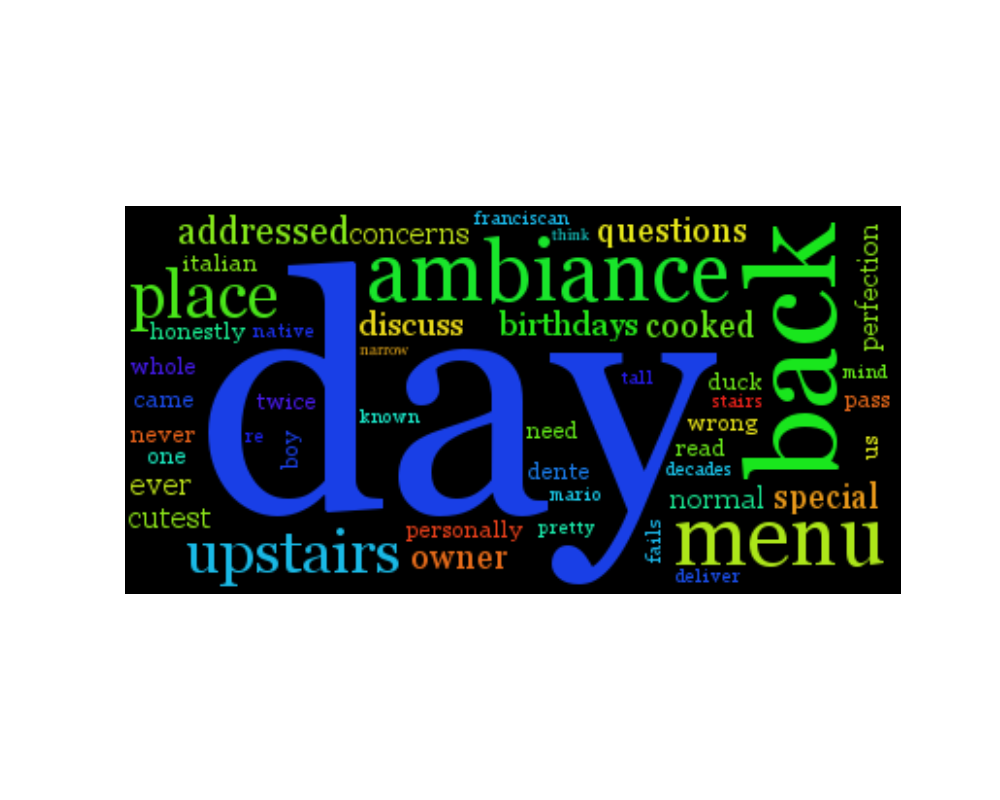 franciscan
addressed concerns think questions
italian ambiance back perfection
place
honestly native discuss birthdays cooked
narrow
whole day tall duck mind
came twice known stairs pass
never re boy need wrong us
one read
ever dente decades
cutest mario normal special
upstairs personally pretty fails menu
owner
deliver